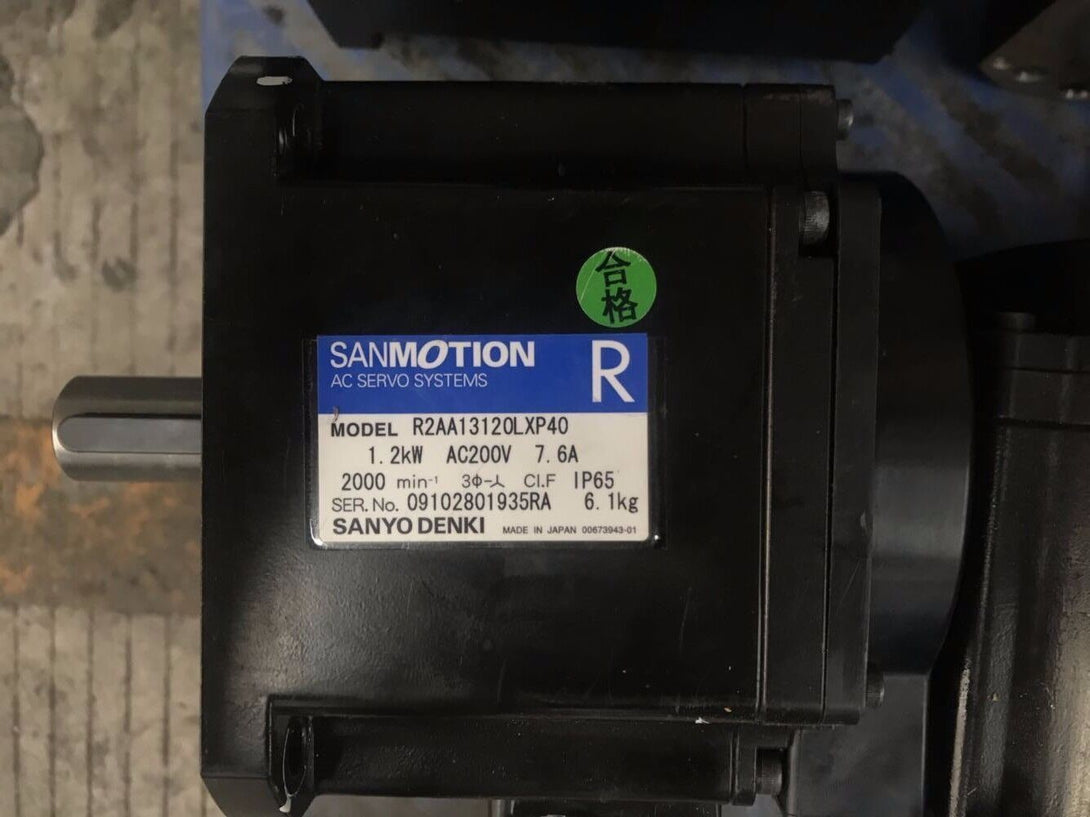 合格
SANMOTION R
AC SERVO SYSTEMS
MODEL R2AA13120LXP40
1.2kW AC200V 7.6A
2000 min⁻¹ 3Φ-人 Cl.F IP65
SER.No. 09102801935RA 6.1kg
SANYO DENKI MADE IN JAPAN 00673943-01